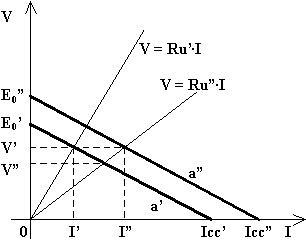 V
V = Ru’·I
V = Ru”·I
E₀”
E₀’
V’
V”
a”
a’
0 I’ I” Icc’ Icc” I